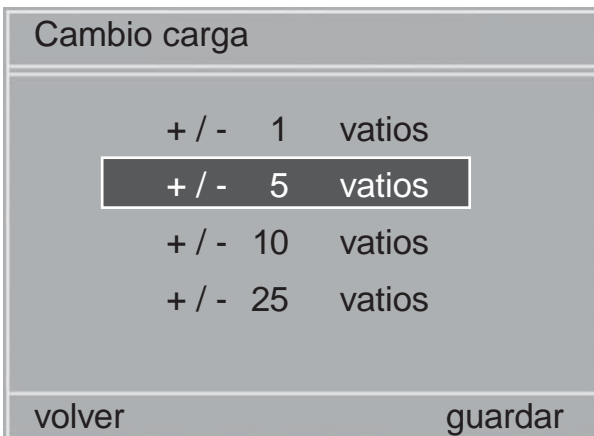 Cambio carga
+ / - 1 vatios
+ / - 5 vatios
+ / - 10 vatios
+ / - 25 vatios
volver guardar